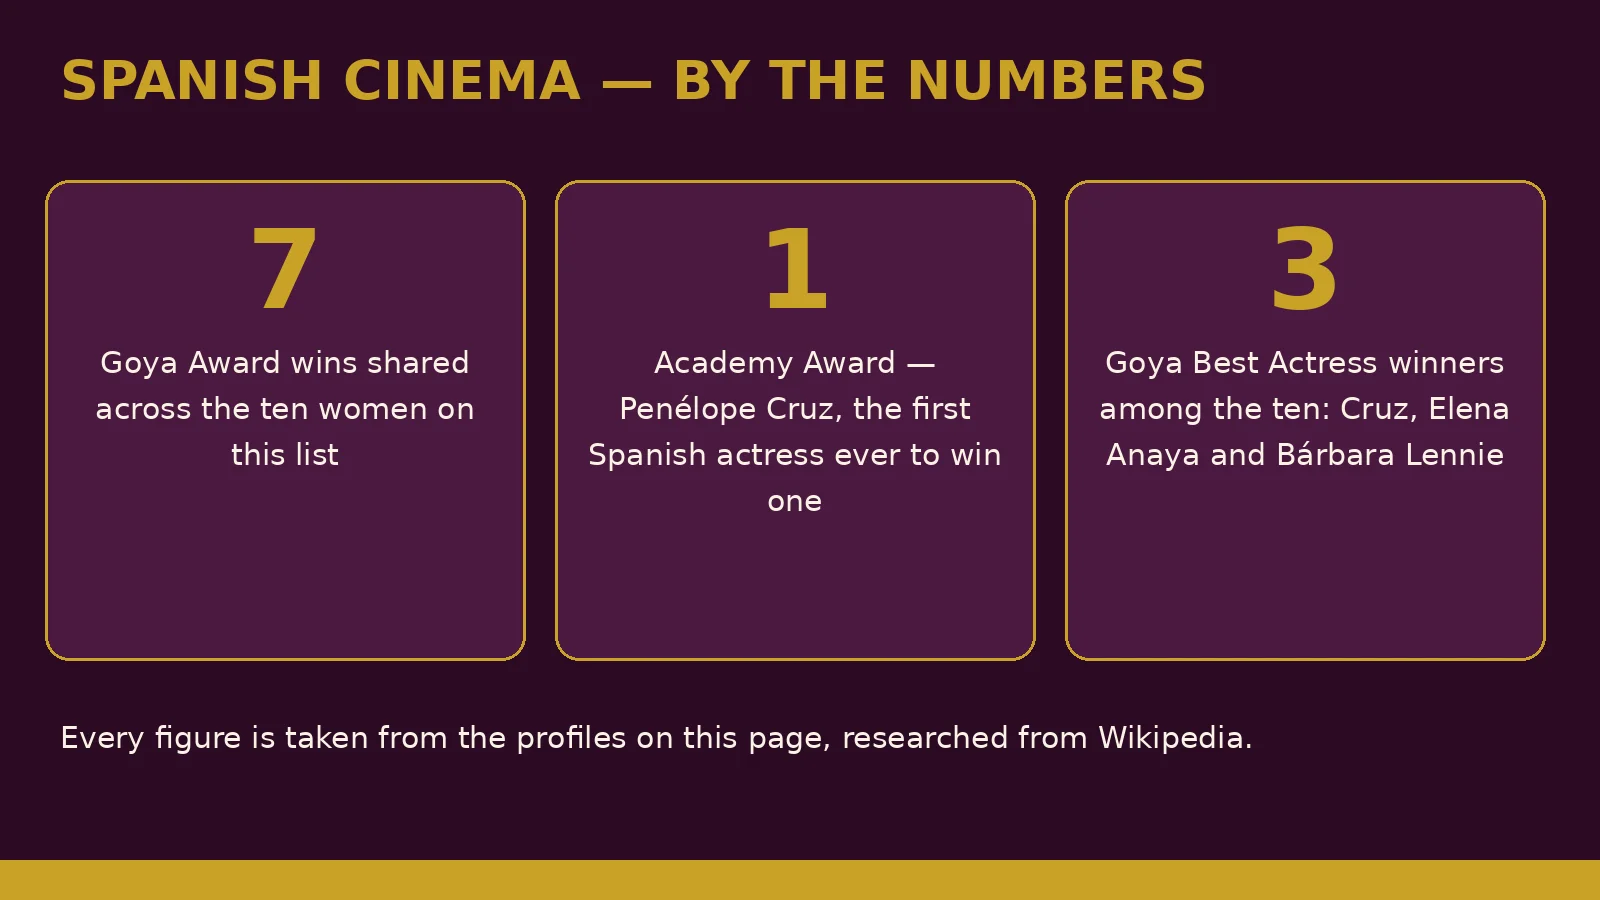 SPANISH CINEMA — BY THE NUMBERS
7
Goya Award wins shared
across the ten women on
this list
1
Academy Award —
Penélope Cruz, the first
Spanish actress ever to win
one
3
Goya Best Actress winners
among the ten: Cruz, Elena
Anaya and Bárbara Lennie
Every figure is taken from the profiles on this page, researched from Wikipedia.